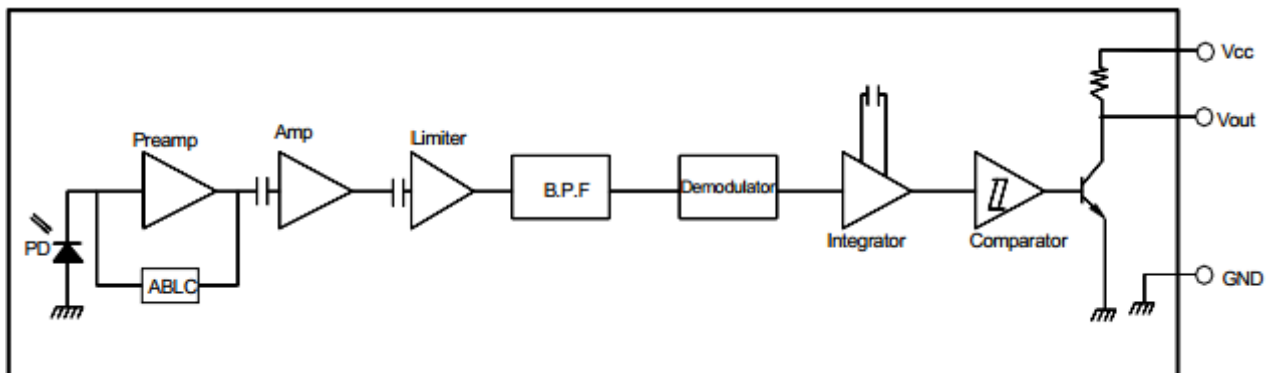 Preamp
Amp
Limiter
PD
ABLC
B.P.F
Demodulator
Integrator
Comparator
Vcc
Vout
GND